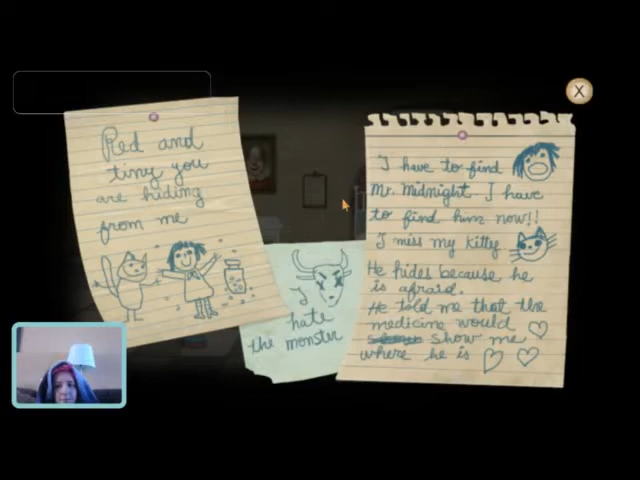 Red and
tiny you
are hiding
from me
I
hate
the monster
I have to find
Mr. Midnight. I have
to find him now!!
I miss my kitty
He hides because he
is afraid.
He told me that the
medicine would
show me
where he is
X